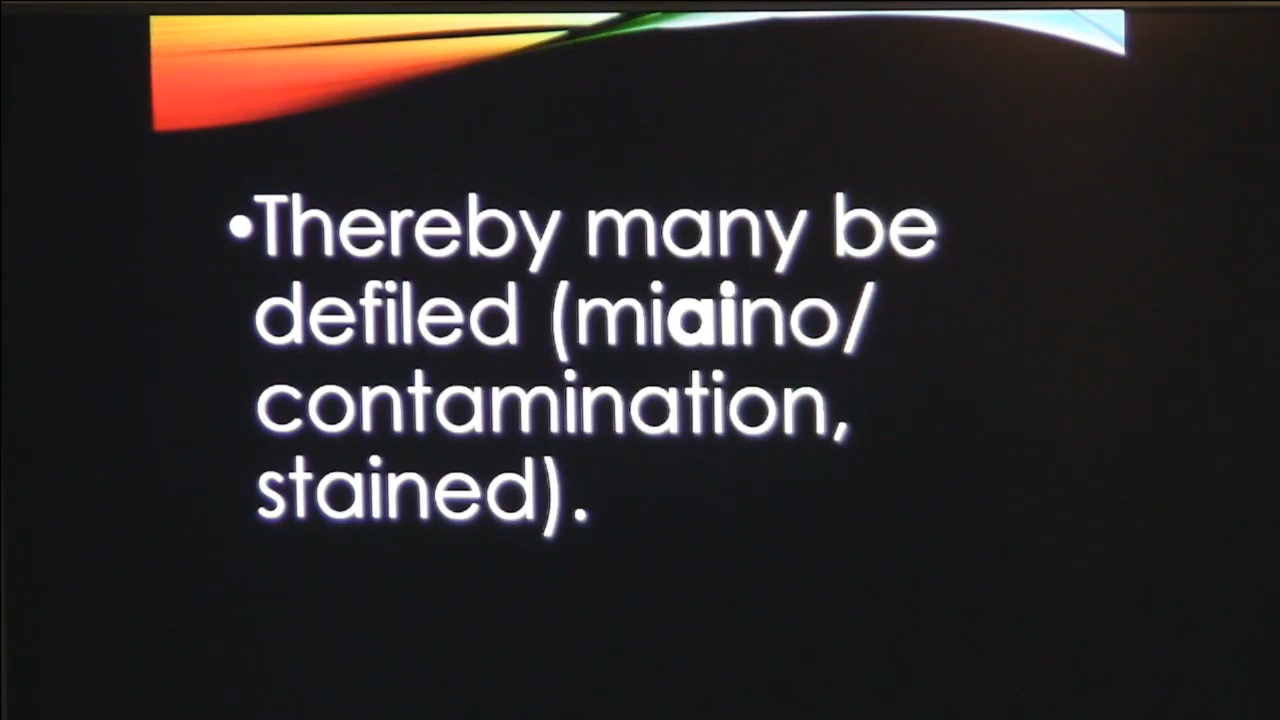 •Thereby many be
defiled (miaino/
contamination,
stained).